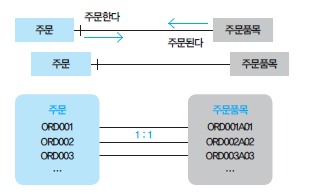 주문한다
주문 주문품목
주문된다
주문 주문품목
주문 주문품목
ORD001 ORD001A01
1 : 1
ORD002 ORD002A02
ORD003 ORD003A03
... ...